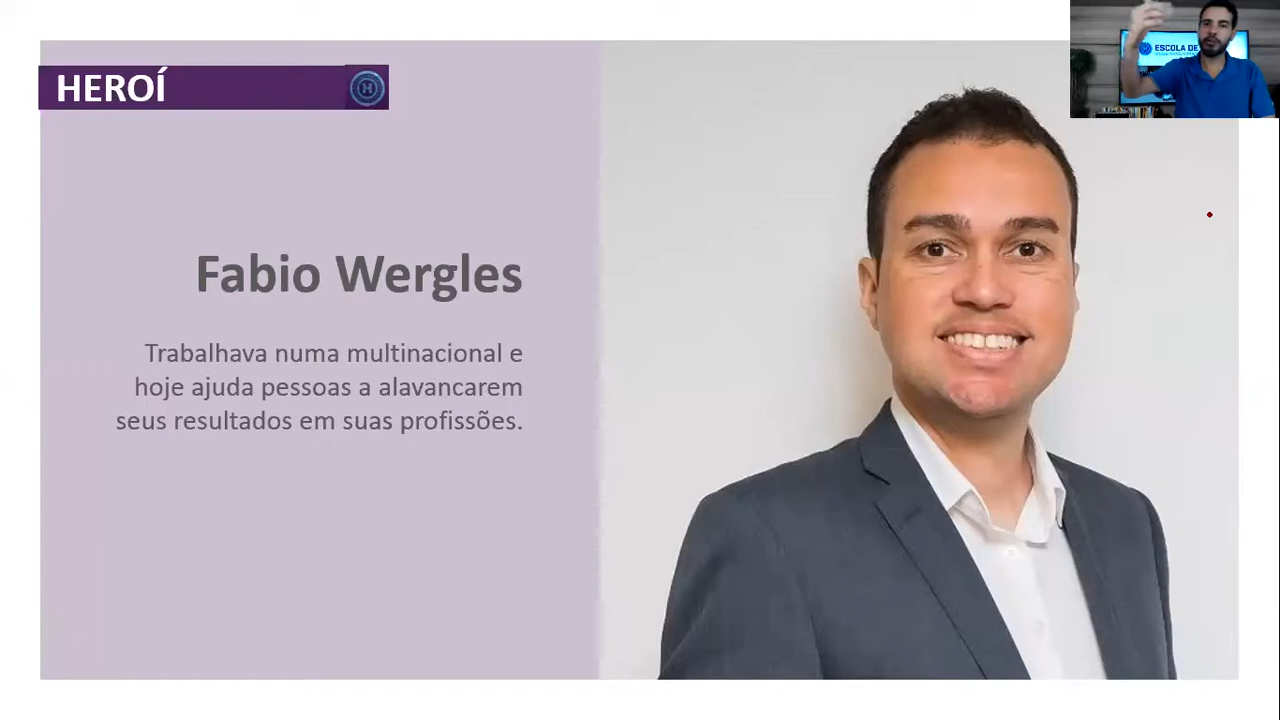 HEROÍ
H
ESCOLA DE
Fabio Wergles
Trabalhava numa multinacional e
hoje ajuda pessoas a alavancarem
seus resultados em suas profissões.